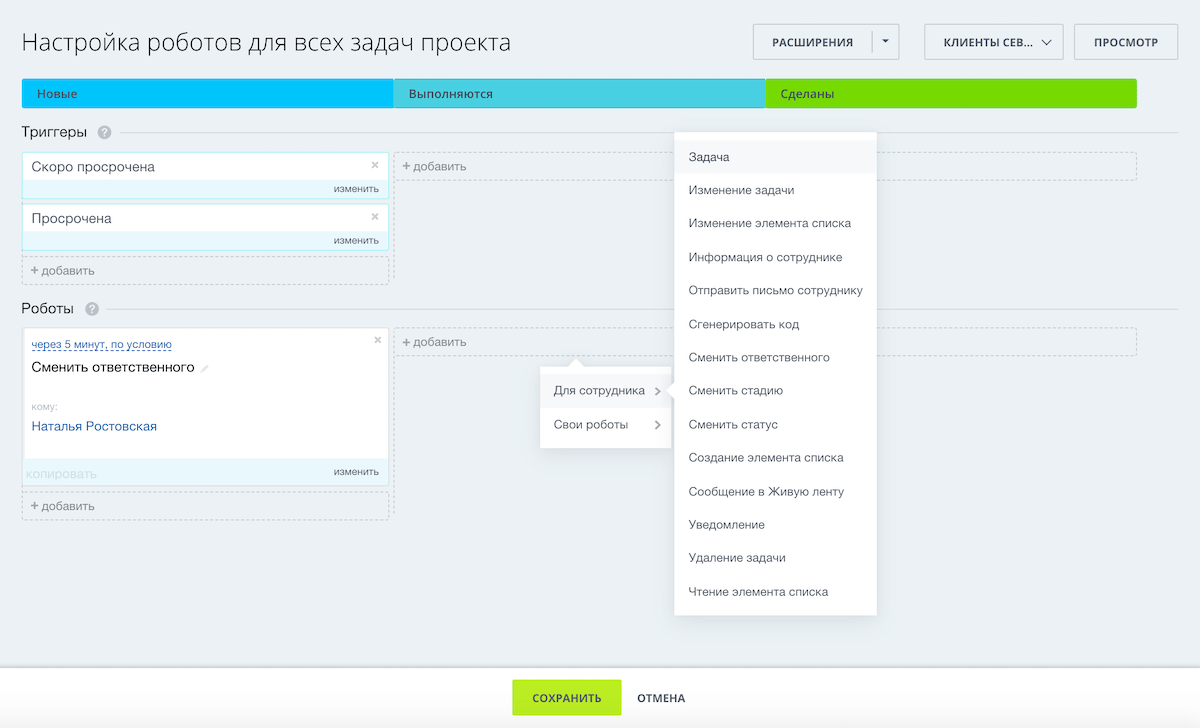 Настройка роботов для всех задач проекта
РАСШИРЕНИЯ
КЛИЕНТЫ СЕВ...
ПРОСМОТР
Новые
Выполняются
Сделаны
Триггеры ?
Скоро просрочена
изменить
Просрочена
изменить
+ добавить
+ добавить
Роботы ?
через 5 минут, по условию
Сменить ответственного
кому:
Наталья Ростовская
копировать
изменить
+ добавить
+ добавить
Для сотрудника
Свои роботы
Задача
Изменение задачи
Изменение элемента списка
Информация о сотруднике
Отправить письмо сотруднику
Сгенерировать код
Сменить ответственного
Сменить стадию
Сменить статус
Создание элемента списка
Сообщение в Живую ленту
Уведомление
Удаление задачи
Чтение элемента списка
СОХРАНИТЬ
ОТМЕНА